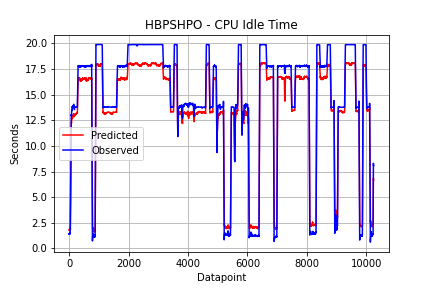 HBPSHPO - CPU Idle Time
20.0
17.5
15.0
12.5
10.0
7.5
5.0
2.5
0.0
Seconds
Predicted
Observed
0 2000 4000 6000 8000 10000
Datapoint